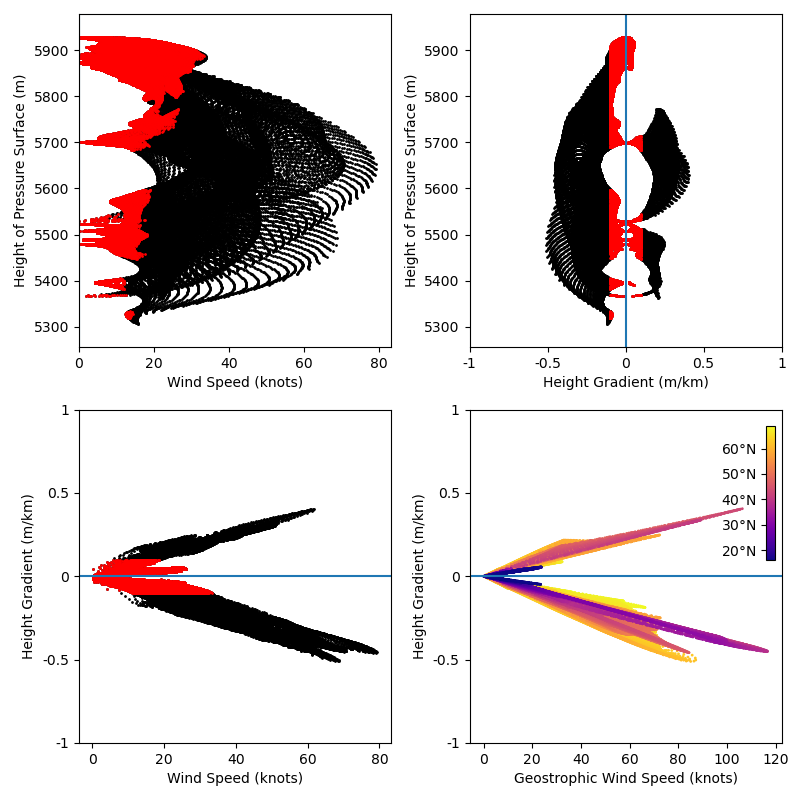 Height of Pressure Surface (m)
5900
5800
5700
5600
5500
5400
5300
0 20 40 60 80
Wind Speed (knots)
Height of Pressure Surface (m)
5900
5800
5700
5600
5500
5400
5300
-1 -0.5 0 0.5 1
Height Gradient (m/km)
Height Gradient (m/km)
1
0.5
0
-0.5
-1
0 20 40 60 80
Wind Speed (knots)
Height Gradient (m/km)
1
0.5
0
-0.5
-1
0 20 40 60 80 100 120
Geostrophic Wind Speed (knots)
60°N
50°N
40°N
30°N
20°N